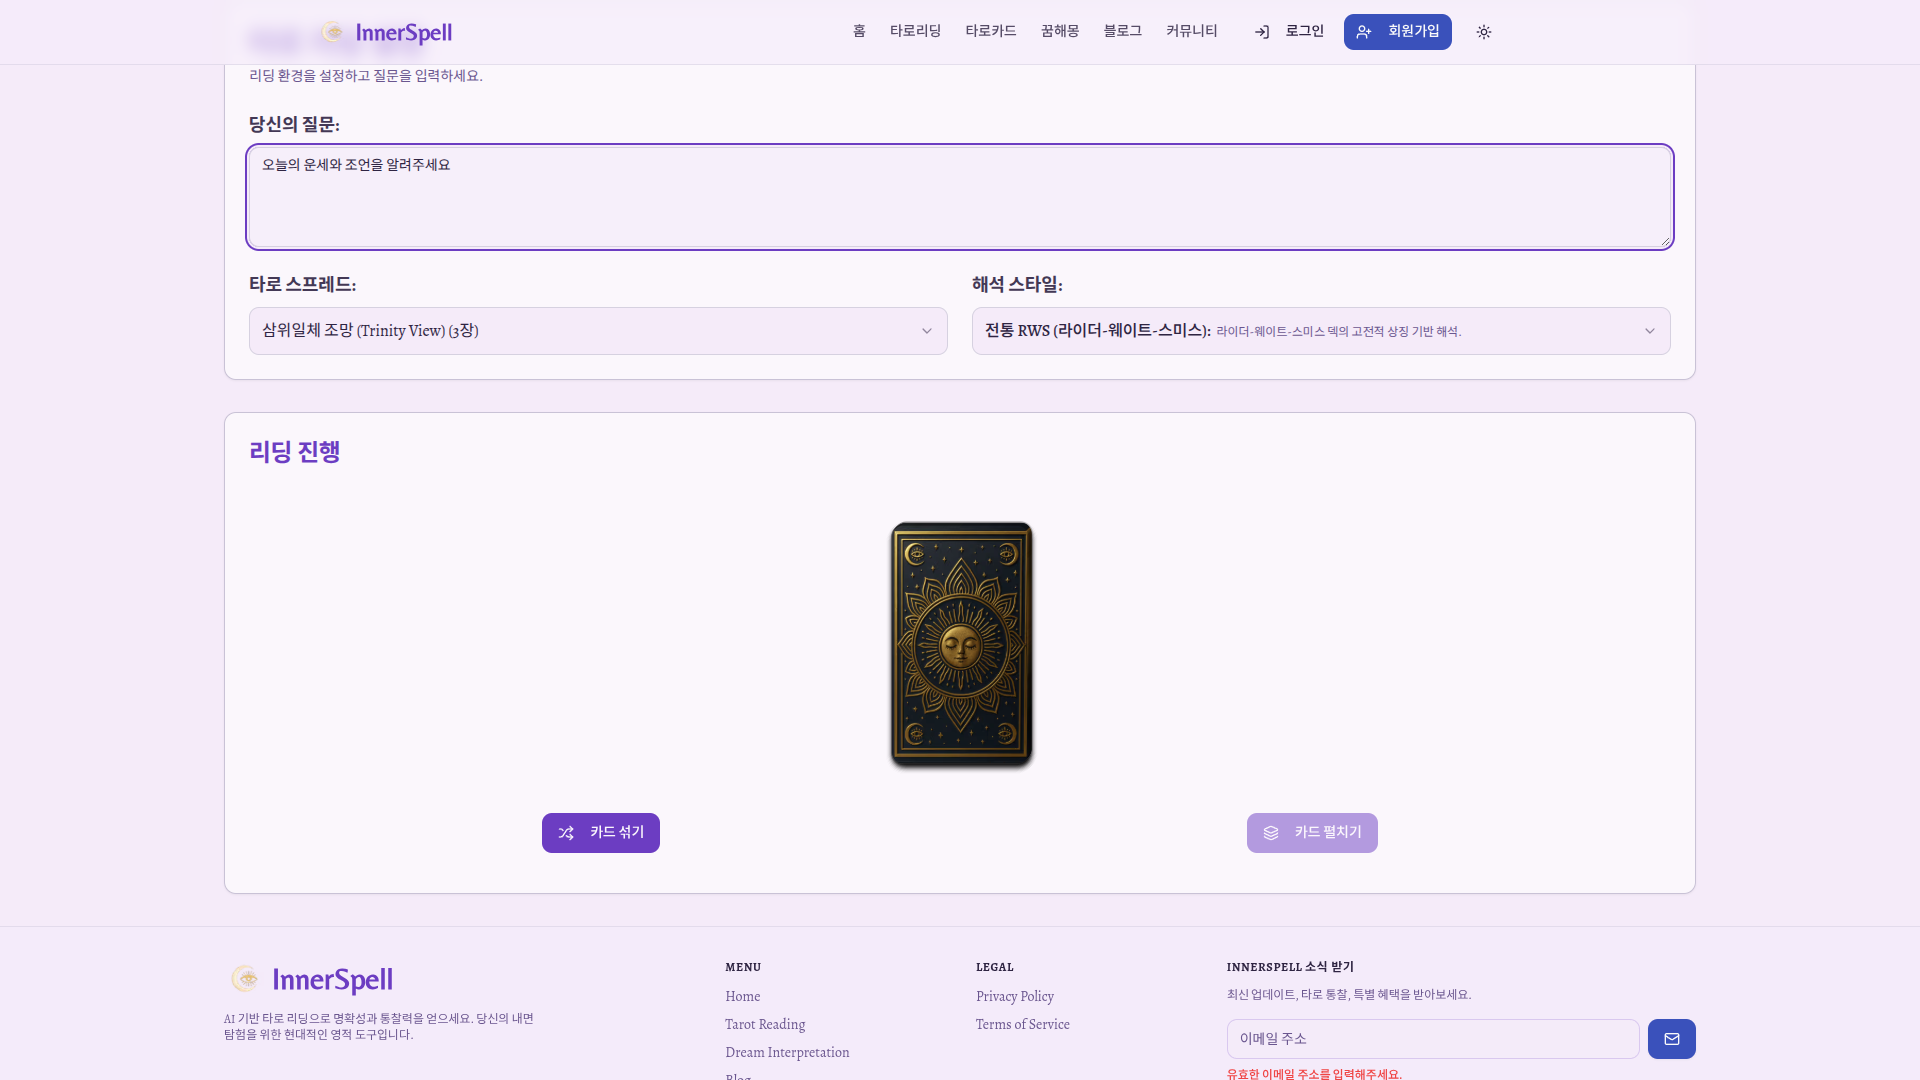 InnerSpell
홈
타로리딩
타로카드
꿈해몽
블로그
커뮤니티
로그인
회원가입
리딩 환경을 설정하고 질문을 입력하세요.
당신의 질문:
오늘의 운세와 조언을 알려주세요
타로 스프레드:
해석 스타일:
삼위일체 조망 (Trinity View) (3장)
전통 RWS (라이더-웨이트-스미스): 라이더-웨이트-스미스 덱의 고전적 상징 기반 해석.
리딩 진행
카드 섞기
카드 펼치기
InnerSpell
AI 기반 타로 리딩으로 명확성과 통찰력을 얻으세요. 당신의 내면
탐험을 위한 현대적인 영적 도구입니다.
MENU
Home
Tarot Reading
Dream Interpretation
Blog
LEGAL
Privacy Policy
Terms of Service
INNERSPELL 소식 받기
최신 업데이트, 타로 통찰, 특별 혜택을 받아보세요.
이메일 주소
유효한 이메일 주소를 입력해주세요.